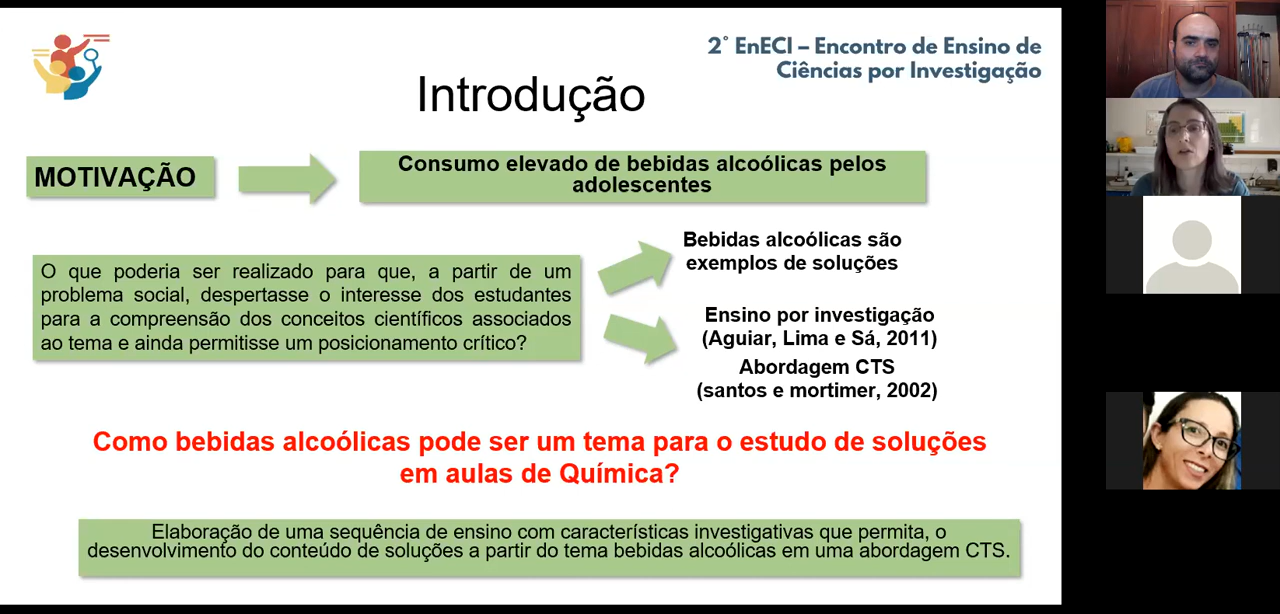 2° EnECI – Encontro de Ensino de
Ciências por Investigação
Introdução
MOTIVAÇÃO
Consumo elevado de bebidas alcoólicas pelos
adolescentes
O que poderia ser realizado para que, a partir de um
problema social, despertasse o interesse dos estudantes
para a compreensão dos conceitos científicos associados
ao tema e ainda permitisse um posicionamento crítico?
Bebidas alcoólicas são
exemplos de soluções
Ensino por investigação
(Aguiar, Lima e Sá, 2011)
Abordagem CTS
(santos e mortimer, 2002)
Como bebidas alcoólicas pode ser um tema para o estudo de soluções
em aulas de Química?
Elaboração de uma sequência de ensino com características investigativas que permita, o
desenvolvimento do conteúdo de soluções a partir do tema bebidas alcoólicas em uma abordagem CTS.